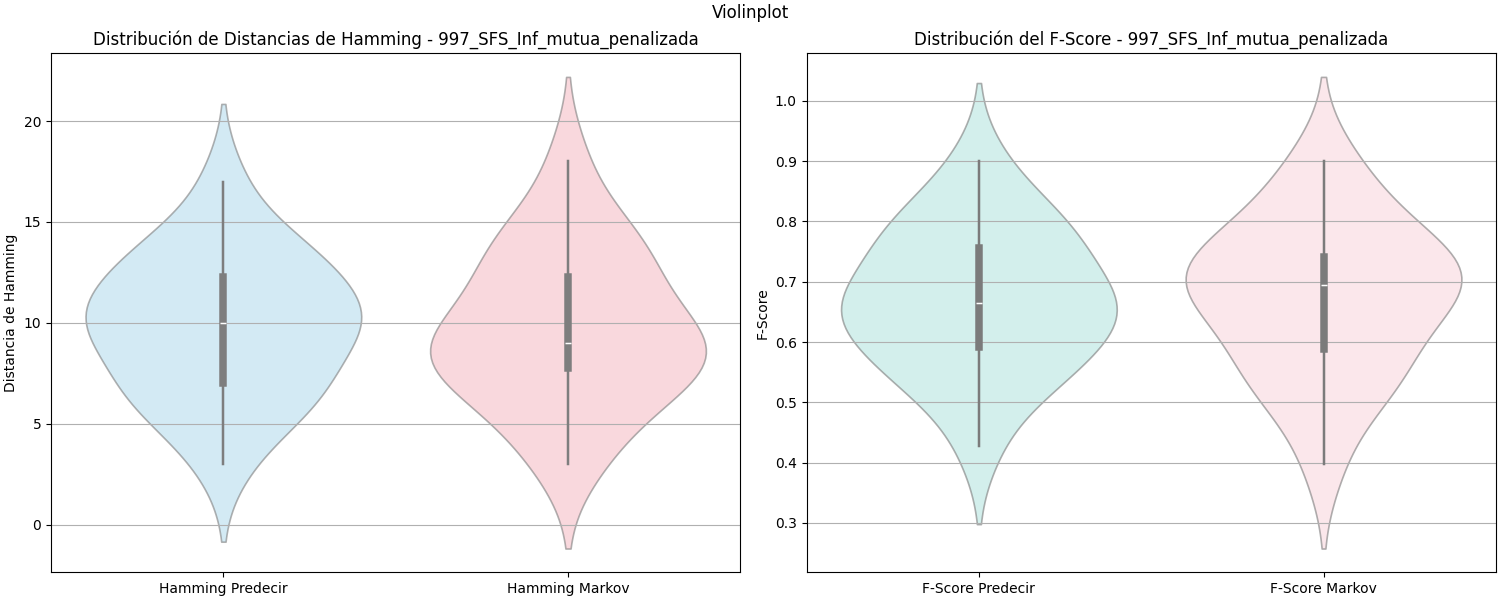 Violinplot
Distribución de Distancias de Hamming - 997_SFS_Inf_mutua_penalizada
Distancia de Hamming
20
15
10
5
0
Hamming Predecir
Hamming Markov
Distribución del F-Score - 997_SFS_Inf_mutua_penalizada
F-Score
1.0
0.9
0.8
0.7
0.6
0.5
0.4
0.3
F-Score Predecir
F-Score Markov